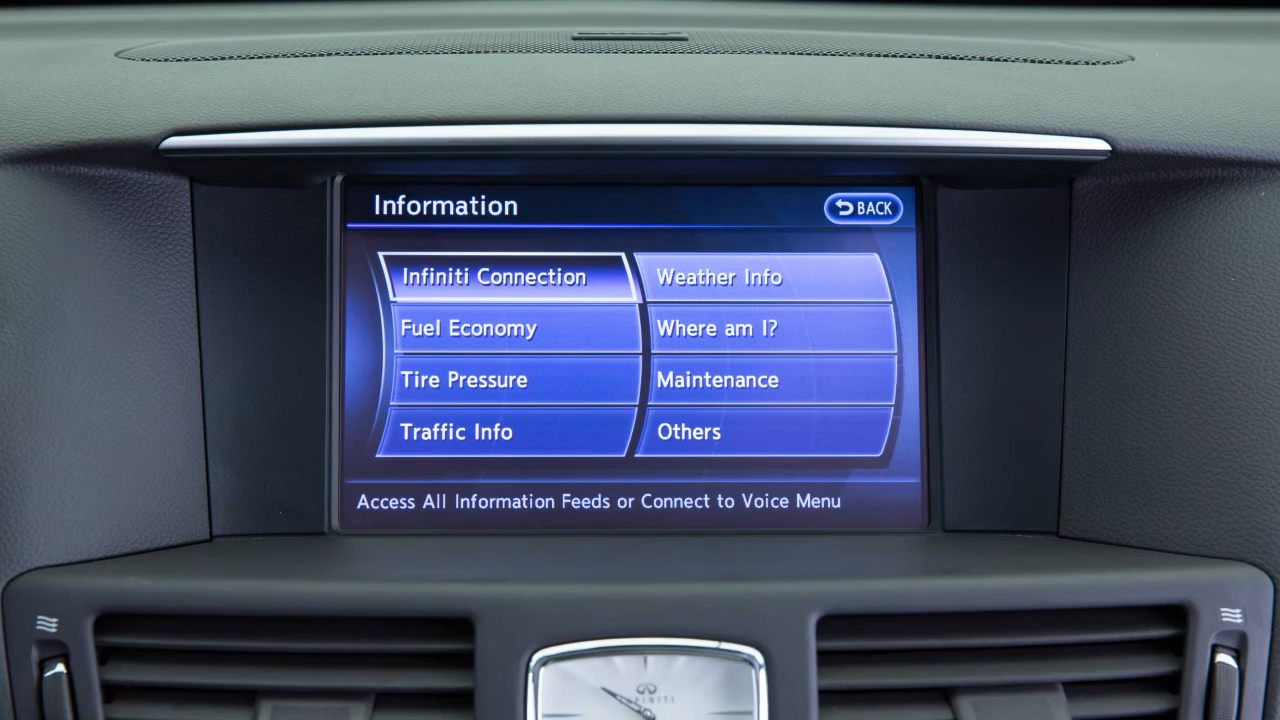 Information
BACK
Infiniti Connection
Weather Info
Fuel Economy
Where am I?
Tire Pressure
Maintenance
Traffic Info
Others
Access All Information Feeds or Connect to Voice Menu
INFINITI